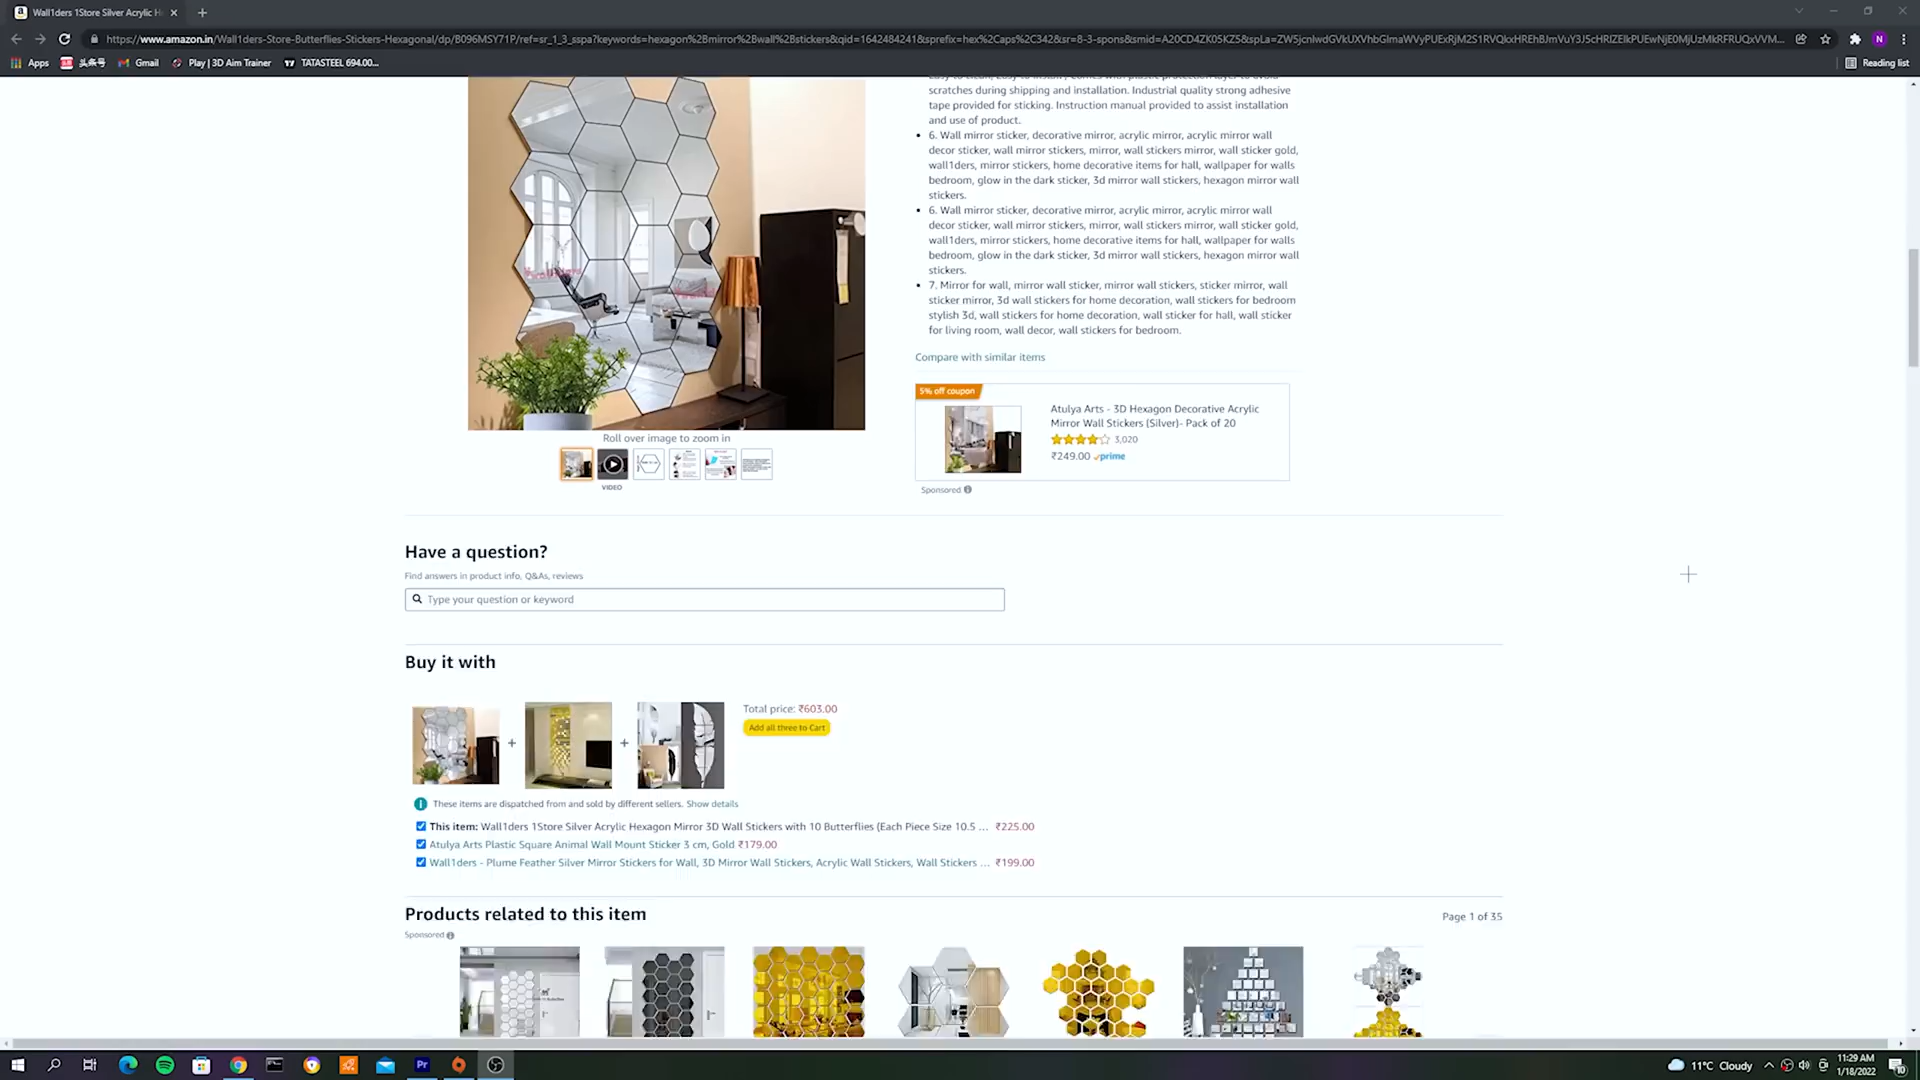 Wall1ders 1Store Silver Acrylic H
https://www.amazon.in/Wall1ders-Store-Butterflies-Stickers-Hexagonal/dp/B096MSY71P/ref=sr_1_3_sspa?keywords=hexagon%2Bmirror%2Bwall%2Bstickers&qid=1642484241&sprefix=hex%2Caps%2C342&sr=8-3-spons&smid=A20CD4ZK05KZ5&spLa=
Apps 头条号 Gmail Play | 3D Aim Trainer TATASTEEL 694.00... Reading list
scratches during shipping and installation. Industrial quality strong adhesive
tape provided for sticking. Instruction manual provided to assist installation
and use of product.
• 6. Wall mirror sticker, decorative mirror, acrylic mirror, acrylic mirror wall
decor sticker, wall mirror stickers, mirror, wall stickers mirror, wall sticker gold,
wall1ders, mirror stickers, home decorative items for hall, wallpaper for walls
bedroom, glow in the dark sticker, 3d mirror wall stickers, hexagon mirror wall
stickers.
• 6. Wall mirror sticker, decorative mirror, acrylic mirror, acrylic mirror wall
decor sticker, wall mirror stickers, mirror, wall stickers mirror, wall sticker gold,
wall1ders, mirror stickers, home decorative items for hall, wallpaper for walls
bedroom, glow in the dark sticker, 3d mirror wall stickers, hexagon mirror wall
stickers.
• 7. Mirror for wall, mirror wall sticker, mirror wall stickers, sticker mirror, wall
sticker mirror, 3d wall stickers for home decoration, wall stickers for bedroom
stylish 3d, wall stickers for home decoration, wall sticker for hall, wall sticker
for living room, wall decor, wall stickers for bedroom.
Compare with similar items
5% off coupon
Atulya Arts - 3D Hexagon Decorative Acrylic
Mirror Wall Stickers (Silver)- Pack of 20
3,020
₹249.00 prime
Sponsored
Roll over image to zoom in
VIDEO
Have a question?
Find answers in product info, Q&As, reviews
Type your question or keyword
Buy it with
+ +
Total price: ₹603.00
Add all three to Cart
These items are dispatched from and sold by different sellers. Show details
This item: Wall1ders 1Store Silver Acrylic Hexagon Mirror 3D Wall Stickers with 10 Butterflies (Each Piece Size 10.5 ... ₹225.00
Atulya Arts Plastic Square Animal Wall Mount Sticker 3 cm, Gold ₹179.00
Wall1ders - Plume Feather Silver Mirror Stickers for Wall, 3D Mirror Wall Stickers, Acrylic Wall Stickers, Wall Stickers ... ₹199.00
Products related to this item
Page 1 of 35
Sponsored
11°C Cloudy
11:29 AM
1/18/2022